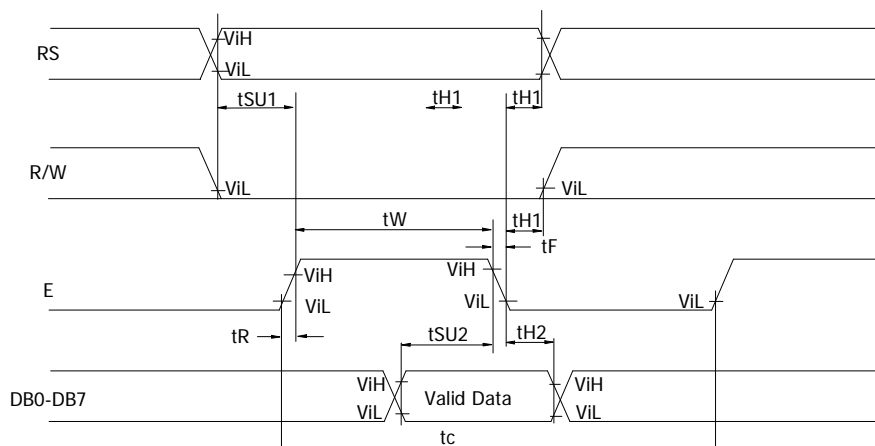 RS
ViH
ViL
tSU1
tH1
tH1
R/W
ViL
ViL
tW
tH1
tF
E
ViH
ViL
ViH
ViL
ViL
tR
tSU2
tH2
DB0-DB7
ViH
ViL
Valid Data
ViH
ViL
tc